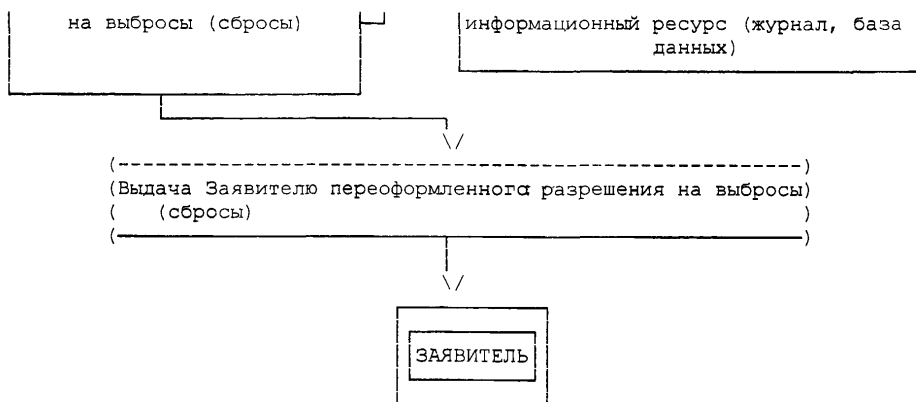 на выбросы (сбросы)
информационный ресурс (журнал, база
данных)
\/
(-----------------------------------------------------)
(Выдача Заявителю переоформленного разрешения на выбросы)
( (сбросы) )
(-----------------------------------------------------)
\/
ЗАЯВИТЕЛЬ